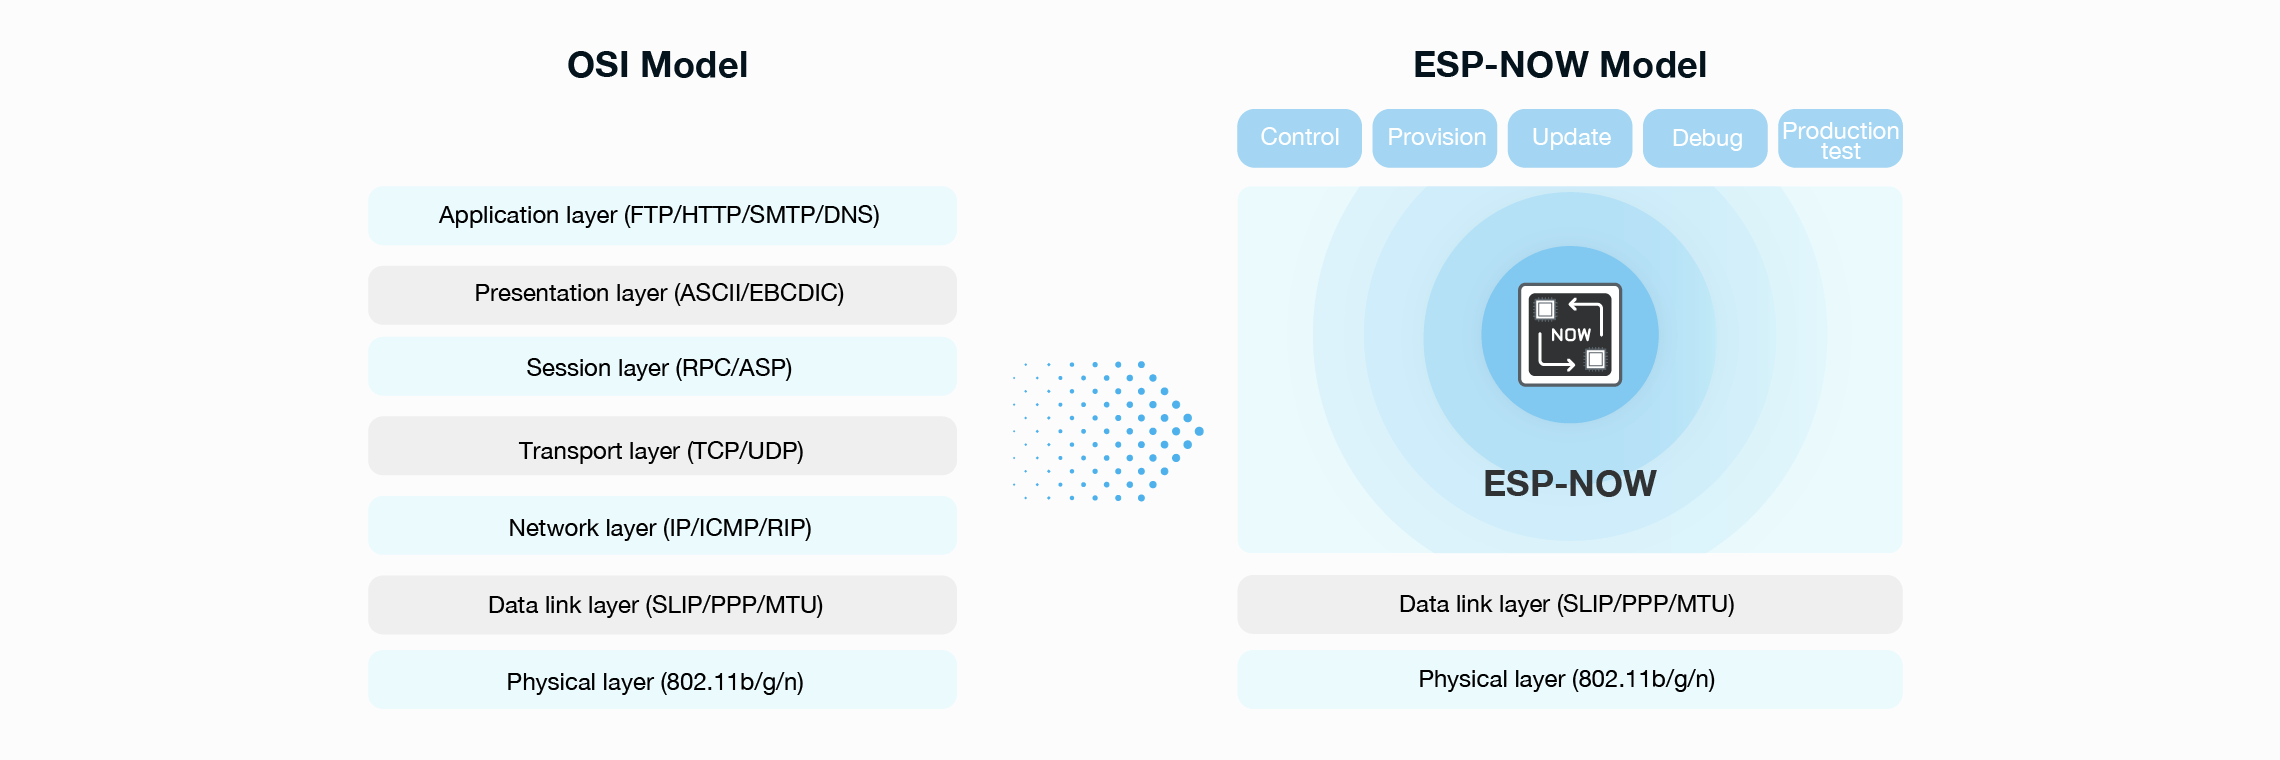 OSI Model
Application layer (FTP/HTTP/SMTP/DNS)
Presentation layer (ASCII/EBCDIC)
Session layer (RPC/ASP)
Transport layer (TCP/UDP)
Network layer (IP/ICMP/RIP)
Data link layer (SLIP/PPP/MTU)
Physical layer (802.11b/g/n)
ESP-NOW Model
Control
Provision
Update
Debug
Production
test
NOW
ESP-NOW
Data link layer (SLIP/PPP/MTU)
Physical layer (802.11b/g/n)